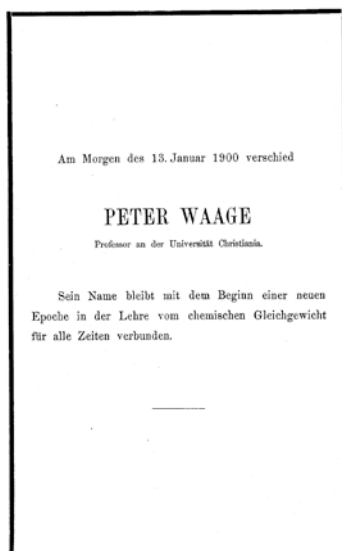 Am Morgen des 13. Januar 1900 verschied
PETER WAAGE
Professor an der Universität Christiania.
Sein Name bleibt mit dem Beginn einer neuen
Epoche in der Lehre vom chemischen Gleichgewicht
für alle Zeiten verbunden.